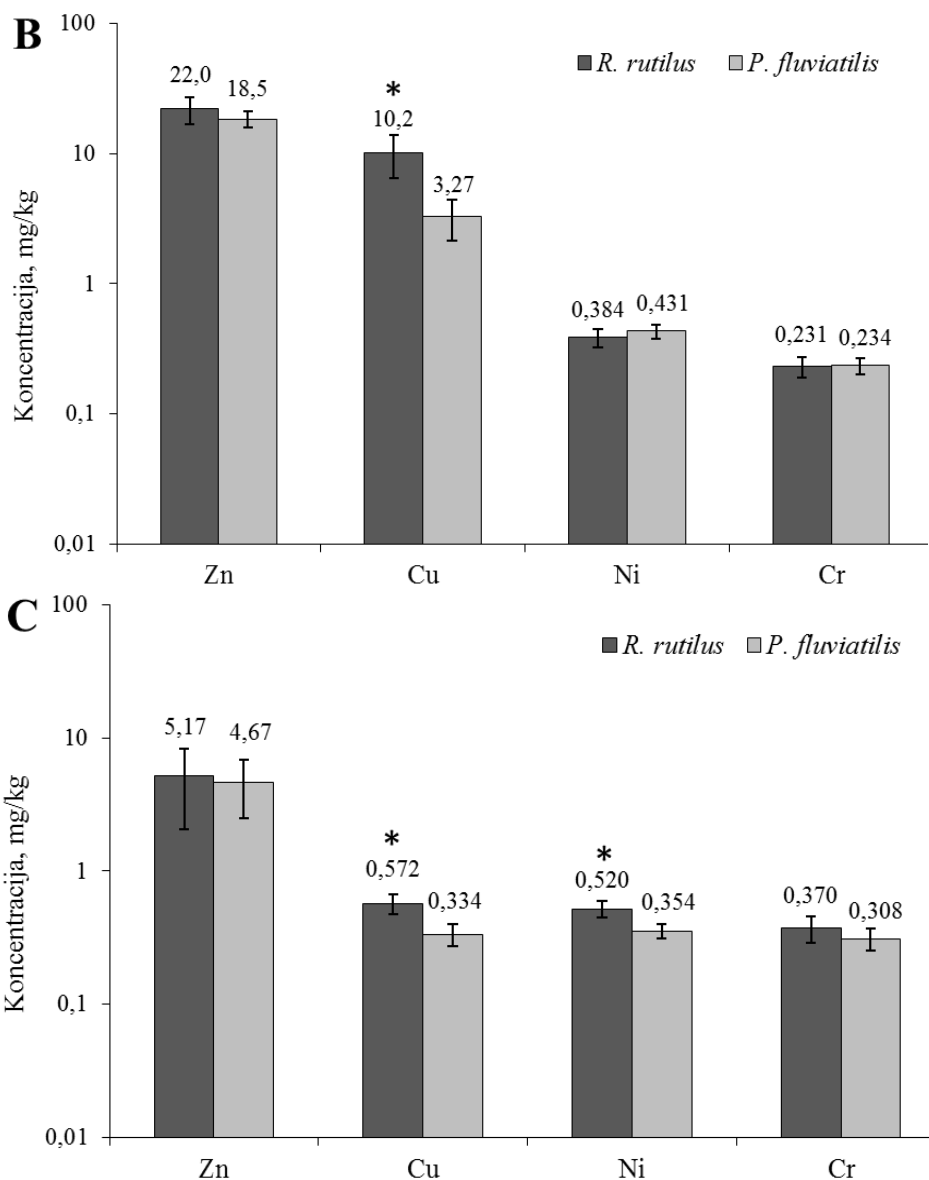 B
100
10
1
0,1
0,01
Koncentracija, mg/kg
R. rutilus P. fluviatilis
22,0 18,5
*
10,2 3,27
0,384 0,431
0,231 0,234
Zn Cu Ni Cr
C
100
10
1
0,1
0,01
Koncentracija, mg/kg
R. rutilus P. fluviatilis
5,17 4,67
*
0,572 0,334
*
0,520 0,354
0,370 0,308
Zn Cu Ni Cr